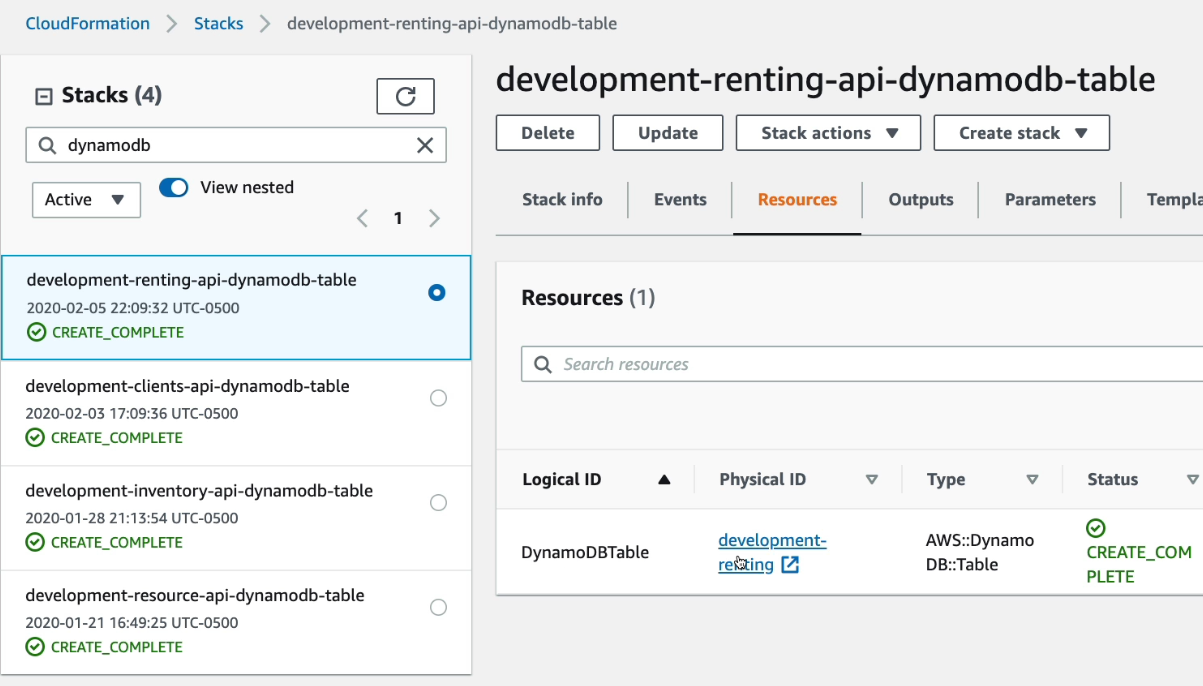 CloudFormation > Stacks > development-renting-api-dynamodb-table
Stacks (4)
dynamodb
Active
View nested
1
development-renting-api-dynamodb-table
2020-02-05 22:09:32 UTC-0500
CREATE_COMPLETE
development-clients-api-dynamodb-table
2020-02-03 17:09:36 UTC-0500
CREATE_COMPLETE
development-inventory-api-dynamodb-table
2020-01-28 21:13:54 UTC-0500
CREATE_COMPLETE
development-resource-api-dynamodb-table
2020-01-21 16:49:25 UTC-0500
CREATE_COMPLETE
development-renting-api-dynamodb-table
Delete Update Stack actions Create stack
Stack info Events Resources Outputs Parameters Templa
Resources (1)
Search resources
Logical ID Physical ID Type Status
DynamoDBTable
development-
renting
AWS::Dynamo
DB::Table
CREATE_COM
PLETE